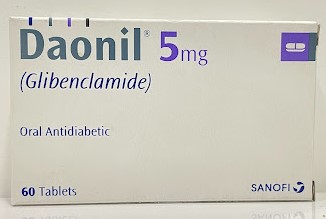 Daonil® 5mg
(Glibenclamide)
Oral Antidiabetic
60 Tablets
SANOFI